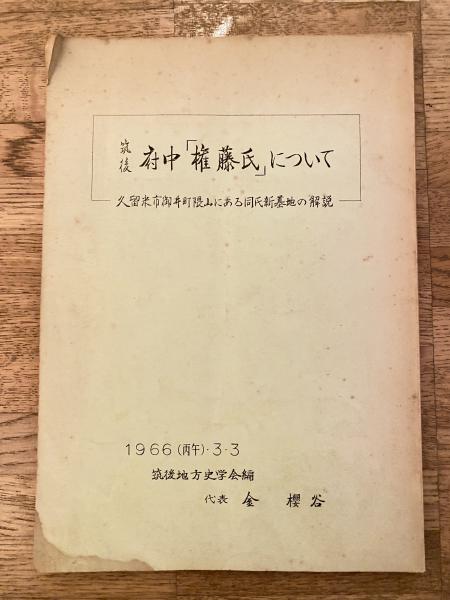 筑後 府中「権藤氏」について
久留米市御井町隈山にある同氏新墓地の解説
1966(丙午)・3・3
筑後地方史学会編
代表 金 櫻谷